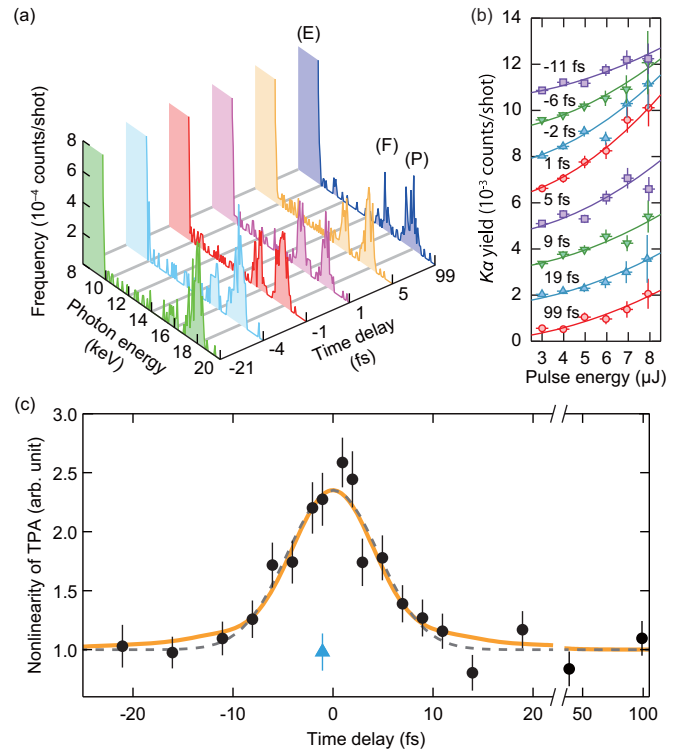 (a)
(E)
(F)
(P)
Frequency (10⁻⁴ counts/shot)
8
6
4
2
8
10
12
14
16
18
20
Photon energy
(keV)
-21
-4
-1
1
5
99
Time delay
(fs)
(b)
Kα yield (10⁻³ counts/shot)
14
12
10
8
6
4
2
0
-11 fs
-6 fs
-2 fs
1 fs
5 fs
9 fs
19 fs
99 fs
3 4 5 6 7 8
Pulse energy (μJ)
(c)
Nonlinearity of TPA (arb. unit)
3.0
2.5
2.0
1.5
1.0
-20 -10 0 10 20 100
Time delay (fs)